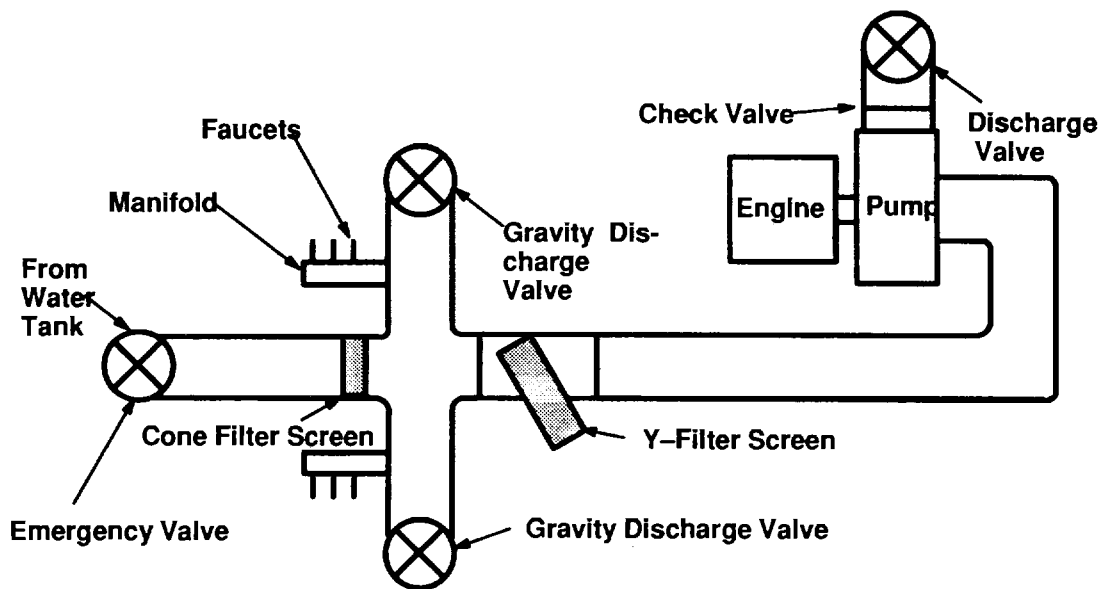 Faucets
Manifold
From
Water
Tank
Gravity Dis-
charge
Valve
Check Valve
Discharge
Valve
Engine
Pump
Cone Filter Screen
Y–Filter Screen
Emergency Valve
Gravity Discharge Valve